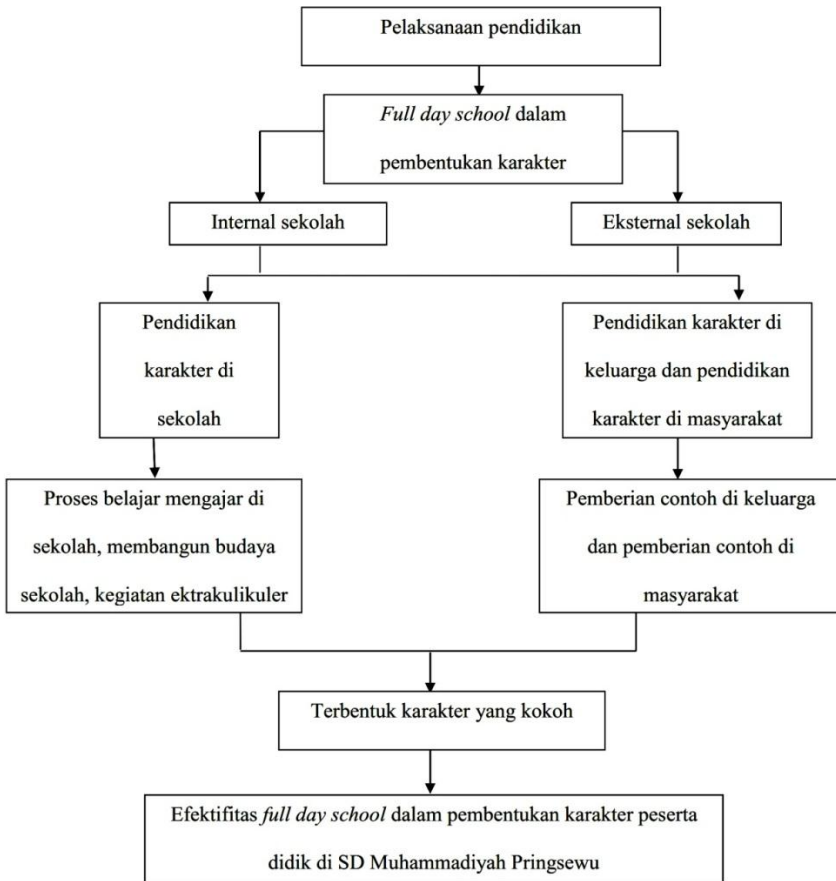 Pelaksanaan pendidikan
Full day school dalam
pembentukan karakter
Internal sekolah
Eksternal sekolah
Pendidikan
karakter di
sekolah
Pendidikan karakter di
keluarga dan pendidikan
karakter di masyarakat
Proses belajar mengajar di
sekolah, membangun budaya
sekolah, kegiatan ektrakulikuler
Pemberian contoh di keluarga
dan pemberian contoh di
masyarakat
Terbentuk karakter yang kokoh
Efektifitas full day school dalam pembentukan karakter peserta
didik di SD Muhammadiyah Pringsewu